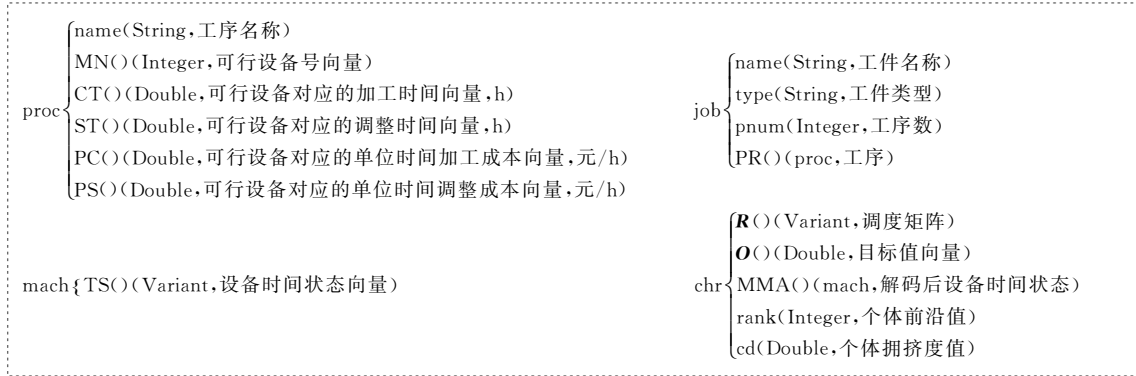 proc
name(String,工序名称)
MN()(Integer,可行设备号向量)
CT()(Double,可行设备对应的加工时间向量,h)
ST()(Double,可行设备对应的调整时间向量,h)
PC()(Double,可行设备对应的单位时间加工成本向量,元/h)
PS()(Double,可行设备对应的单位时间调整成本向量,元/h)
job
name(String,工件名称)
type(String,工件类型)
pnum(Integer,工序数)
PR()(proc,工序)
mach{TS()(Variant,设备时间状态向量)
chr
R()(Variant,调度矩阵)
O()(Double,目标值向量)
MMA()(mach,解码后设备时间状态)
rank(Integer,个体前沿值)
cd(Double,个体拥挤度值)